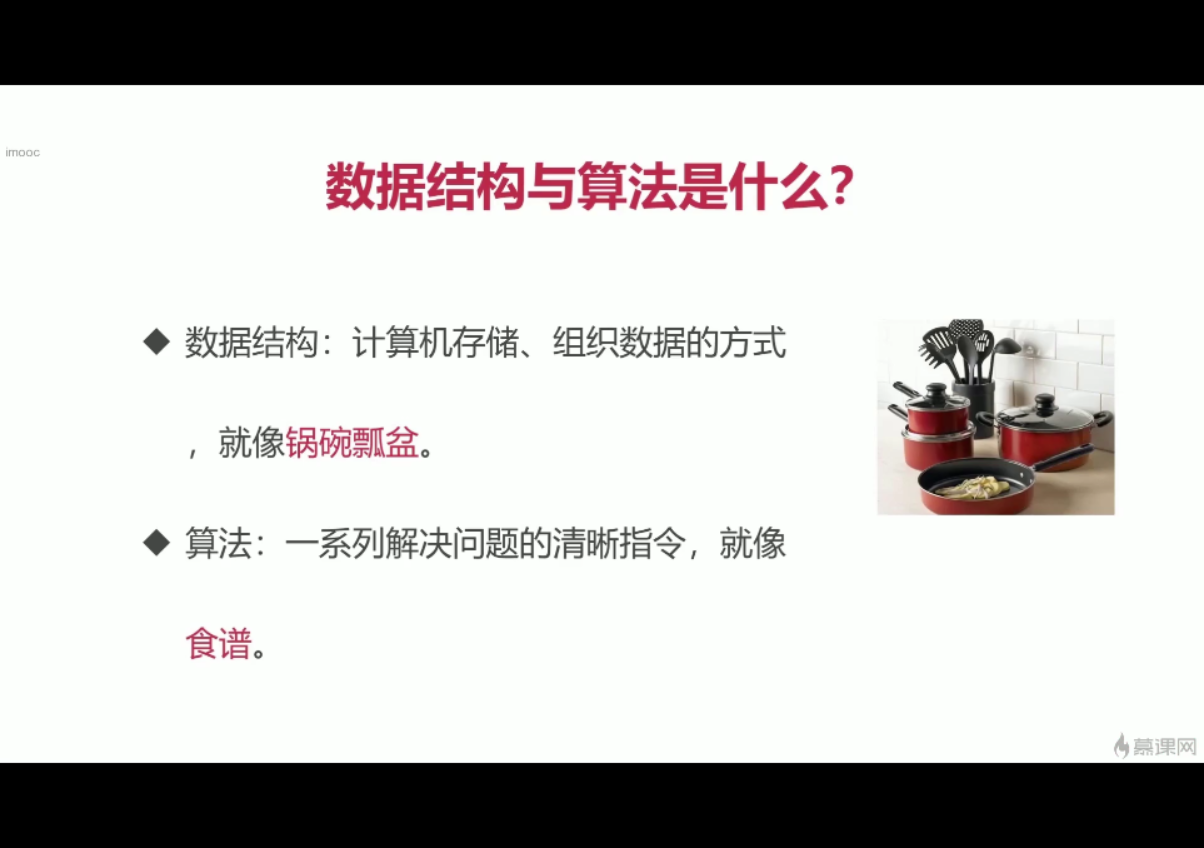 imooc
数据结构与算法是什么？
◆ 数据结构：计算机存储、组织数据的方式
，就像锅碗瓢盆。
◆ 算法：一系列解决问题的清晰指令，就像
食谱。
慕课网